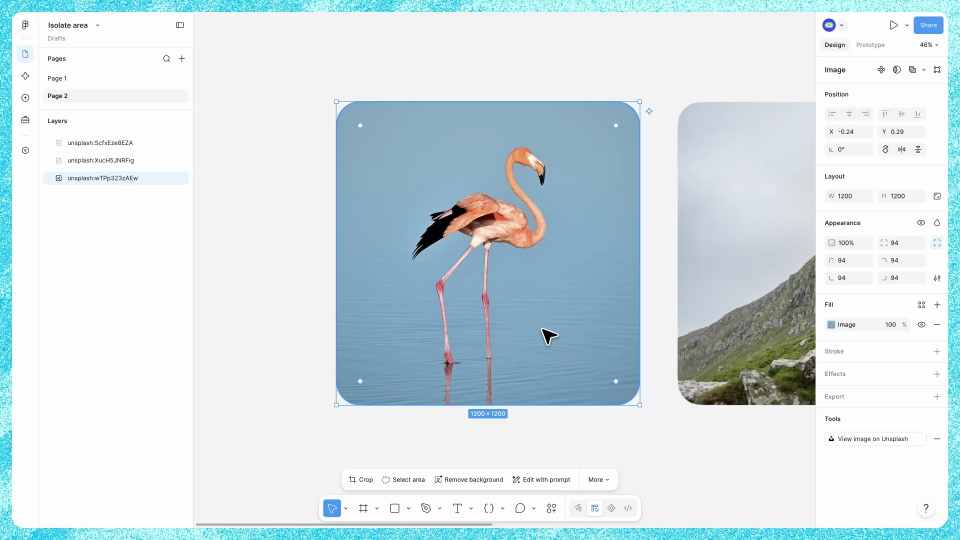 Isolate area
Drafts
Pages
Page 1
Page 2
Layers
unsplash:ScfxEze8EZA
unsplash:XucH5JNRFig
unsplash:wTPp323zAEw
1200 × 1200
Crop
Select area
Remove background
Edit with prompt
More
Share
Design
Prototype
46%
Image
Position
X -0.24
Y 0.29
0°
Layout
W 1200
H 1200
Appearance
100%
94
94
94
94
94
Fill
Image
100 %
Stroke
Effects
Export
Tools
View image on Unsplash
?